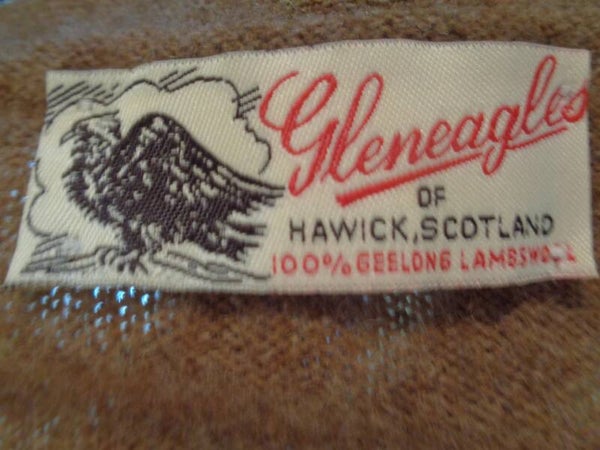 Gleneagles
OF
HAWICK, SCOTLAND
100% GEELONG LAMBSWOOL